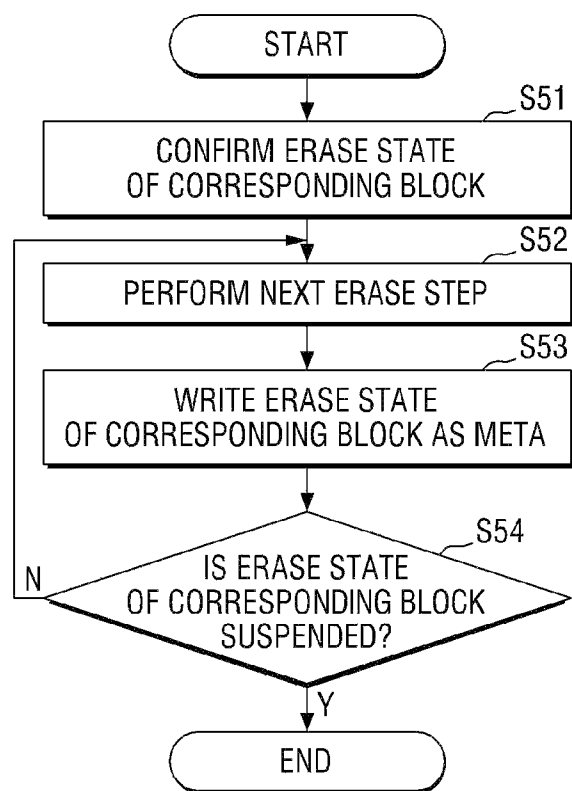 START
S51
CONFIRM ERASE STATE
OF CORRESPONDING BLOCK
S52
PERFORM NEXT ERASE STEP
S53
WRITE ERASE STATE
OF CORRESPONDING BLOCK AS META
S54
IS ERASE STATE
OF CORRESPONDING BLOCK
SUSPENDED?
N
Y
END